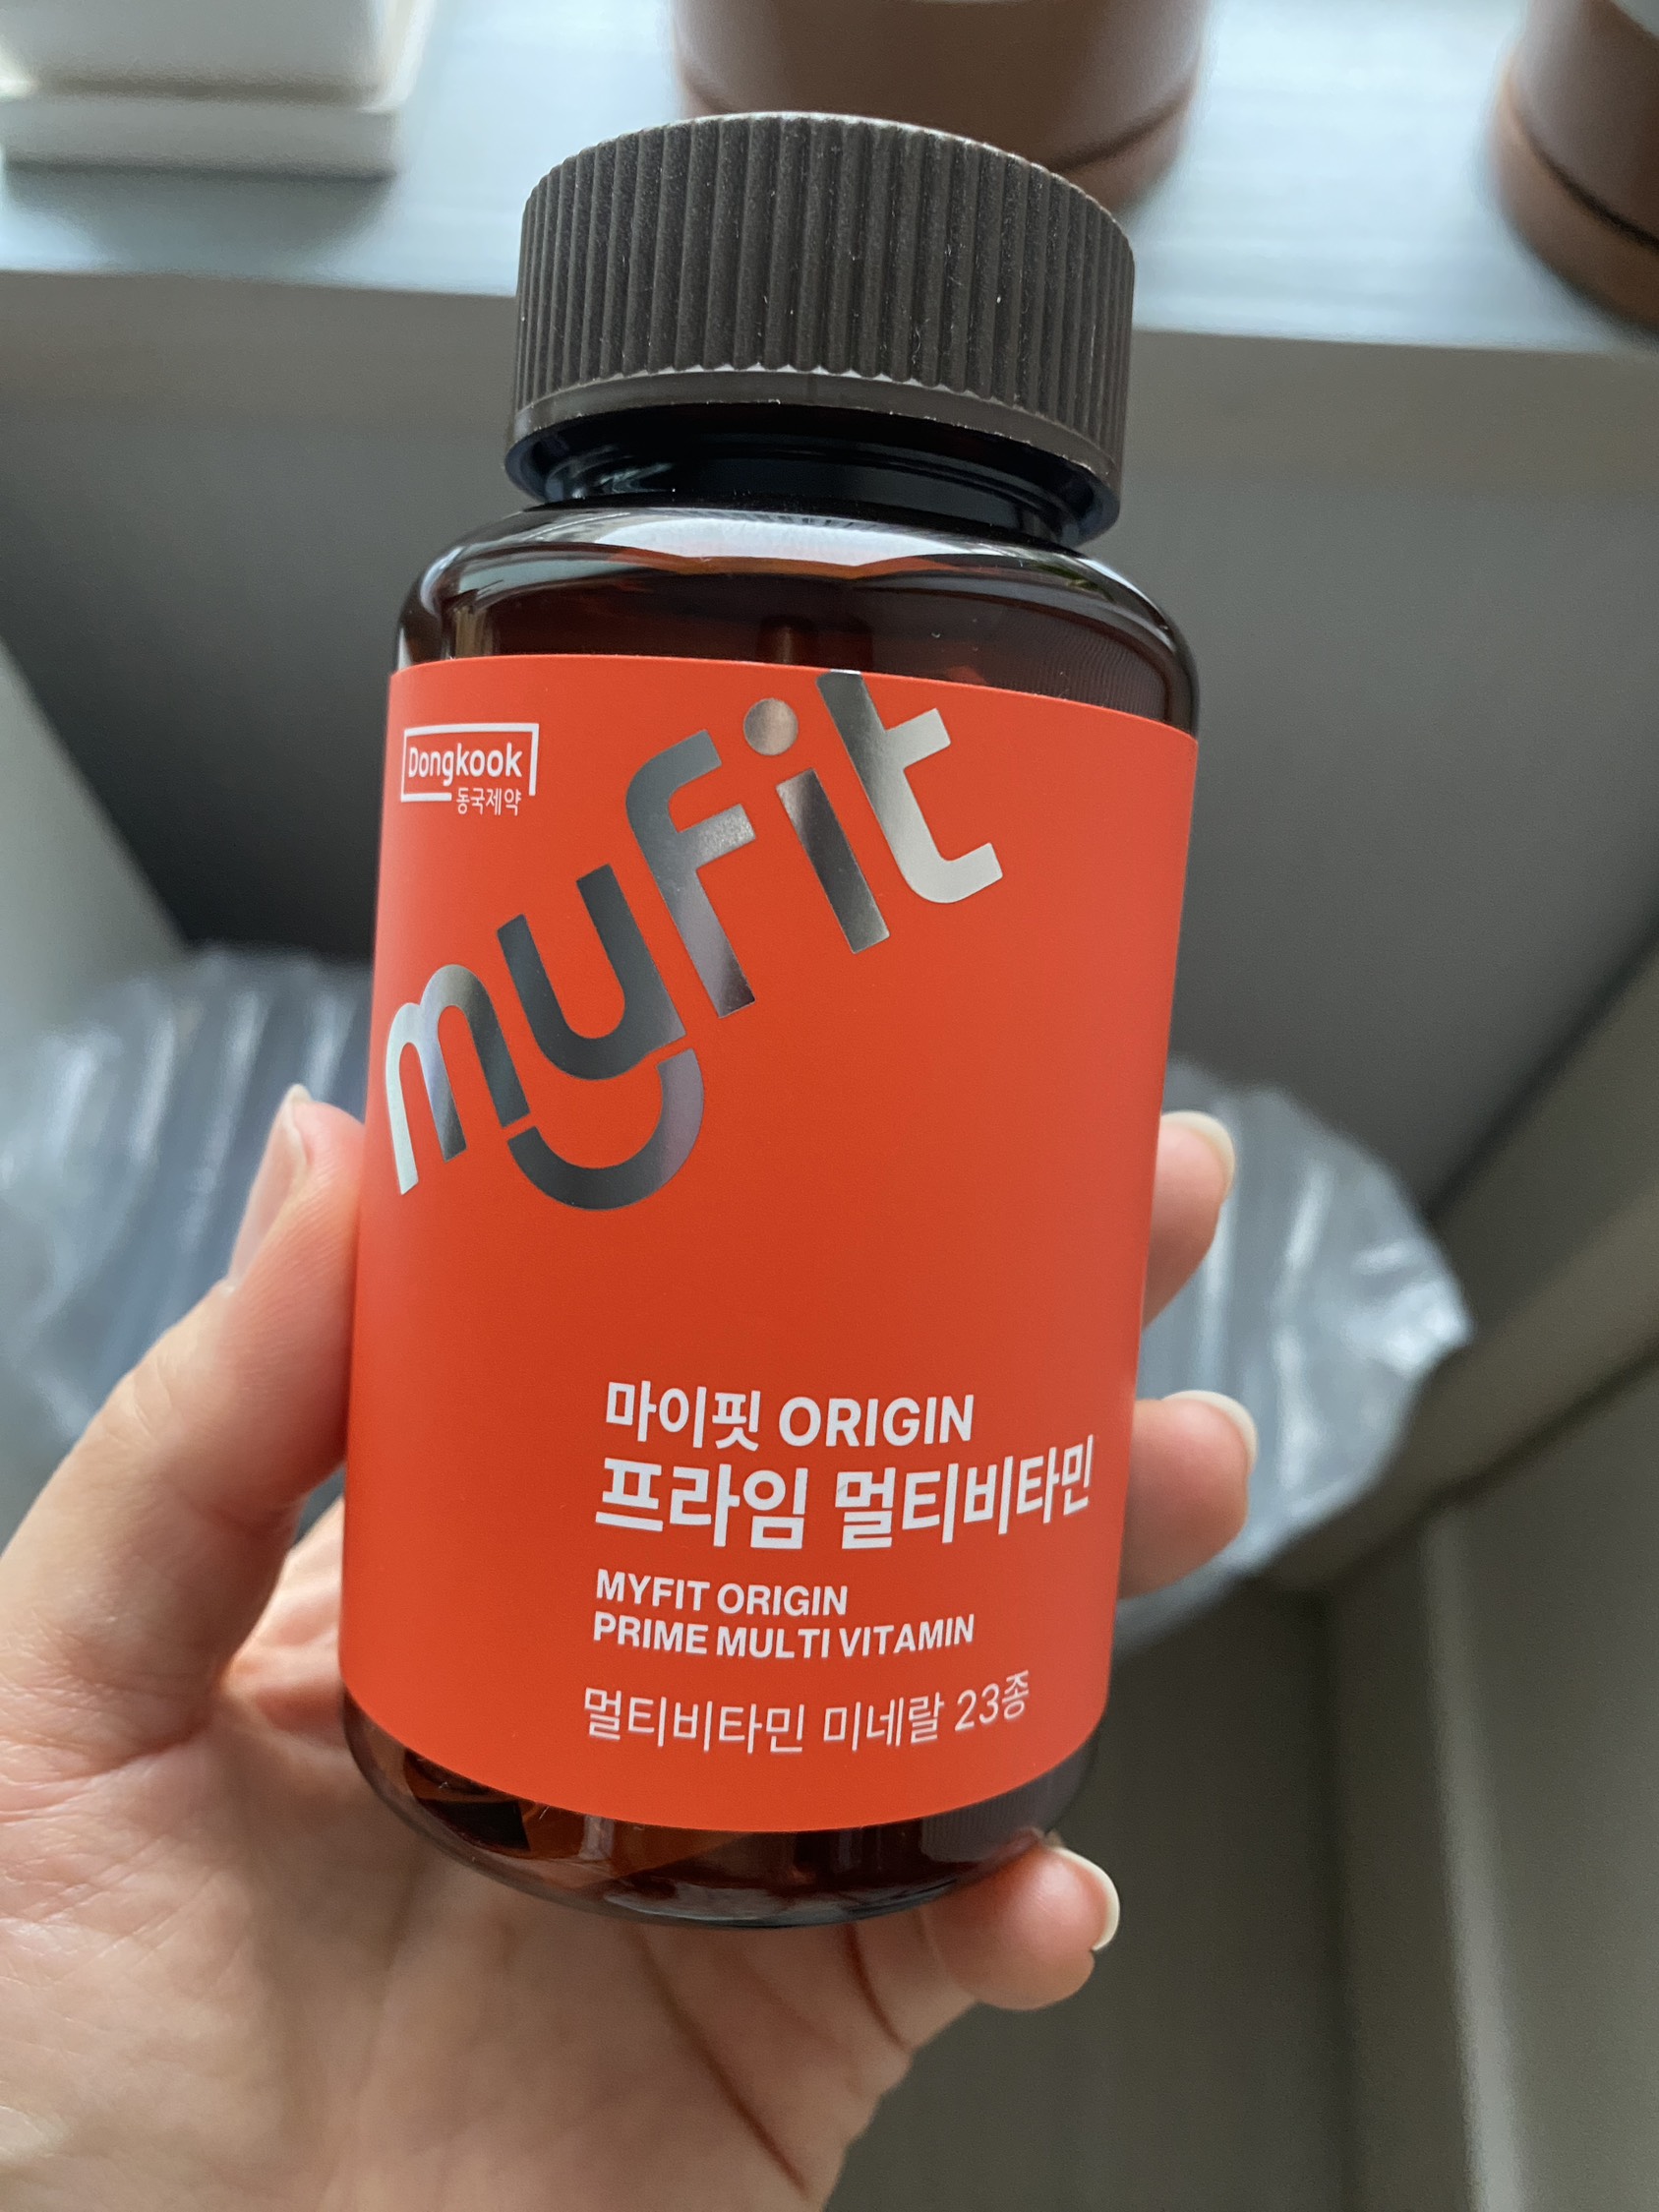 Dongkook
동국제약
myfit
마이핏 ORIGIN
프라임 멀티비타민
MYFIT ORIGIN
PRIME MULTI VITAMIN
멀티비타민 미네랄 23종